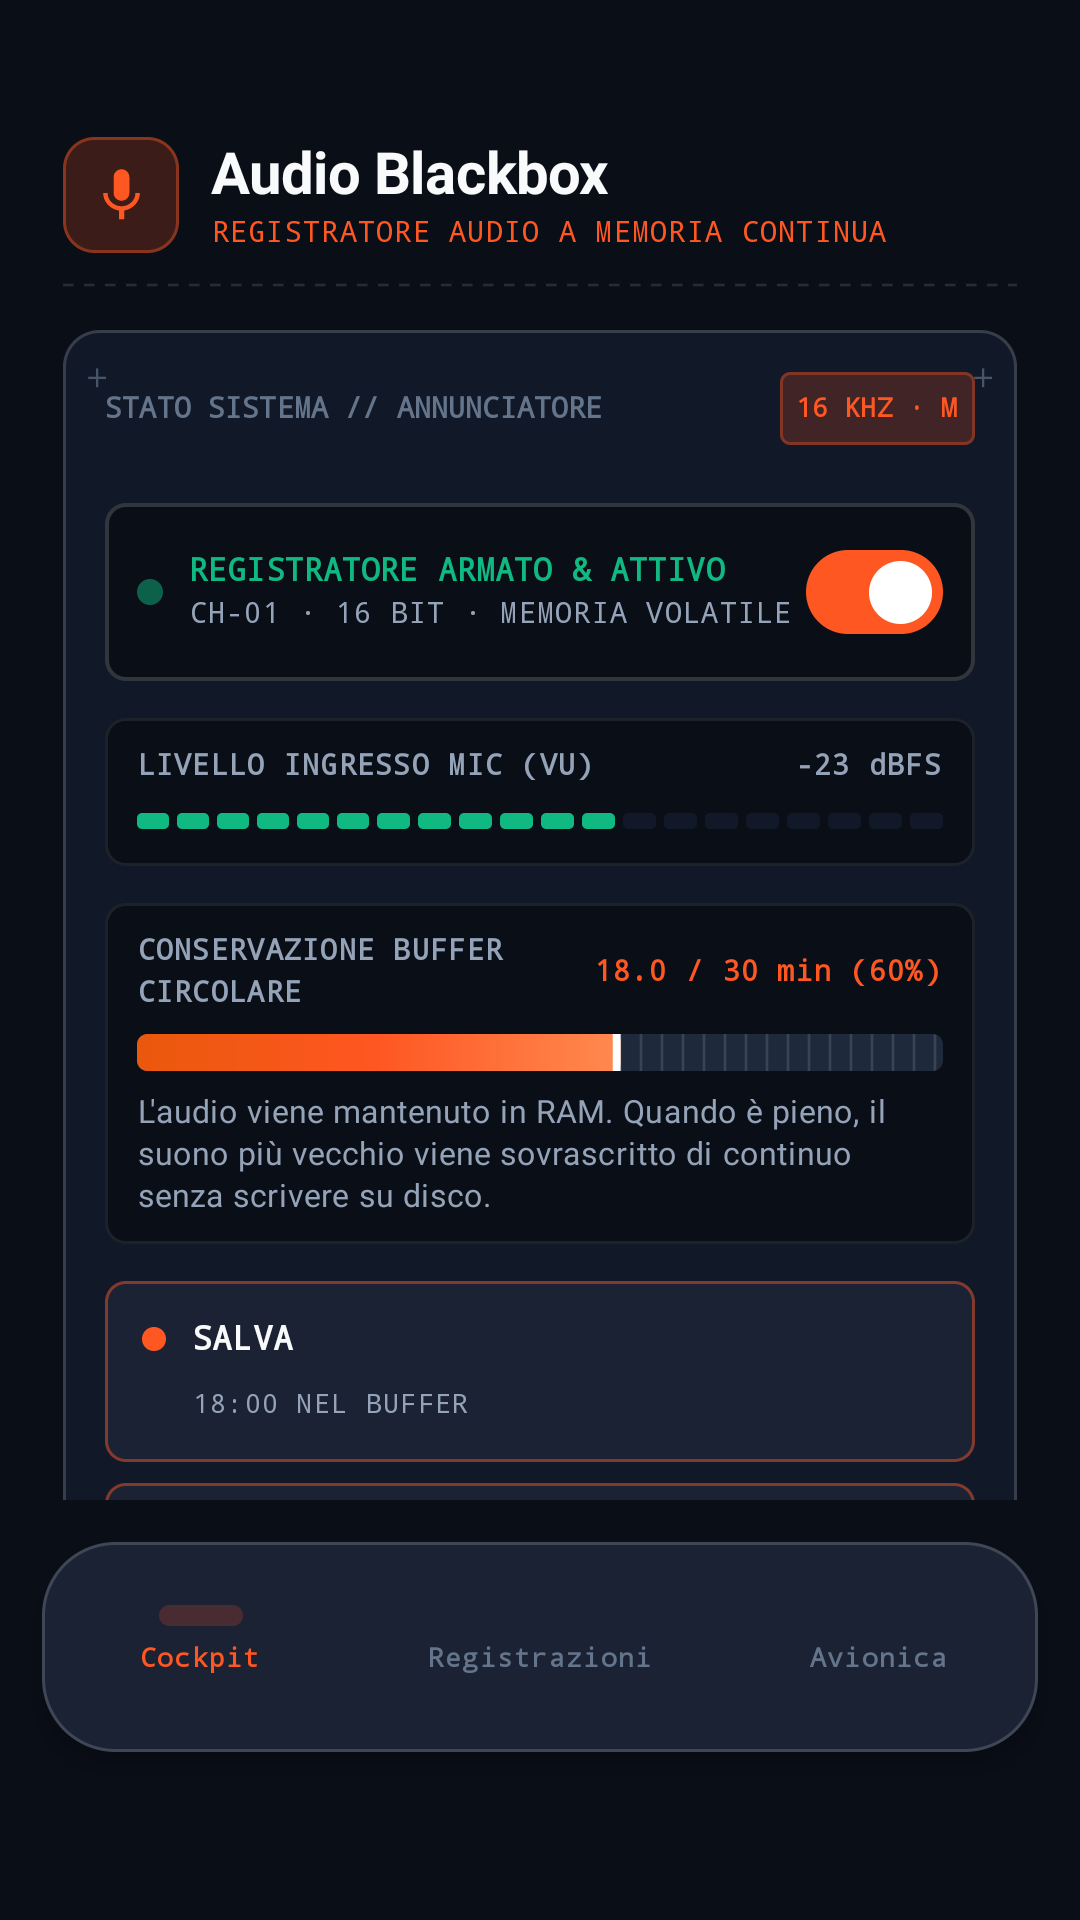 Audio Blackbox
REGISTRATORE AUDIO A MEMORIA CONTINUA
STATO SISTEMA // ANNUNCIATORE
16 KHZ · M
REGISTRATORE ARMATO & ATTIVO
CH-01 · 16 BIT · MEMORIA VOLATILE
LIVELLO INGRESSO MIC (VU)
-23 dBFS
CONSERVAZIONE BUFFER
CIRCOLARE
18.0 / 30 min (60%)
L'audio viene mantenuto in RAM. Quando è pieno, il
suono più vecchio viene sovrascritto di continuo
senza scrivere su disco.
SALVA
18:00 NEL BUFFER
Cockpit
Registrazioni
Avionica